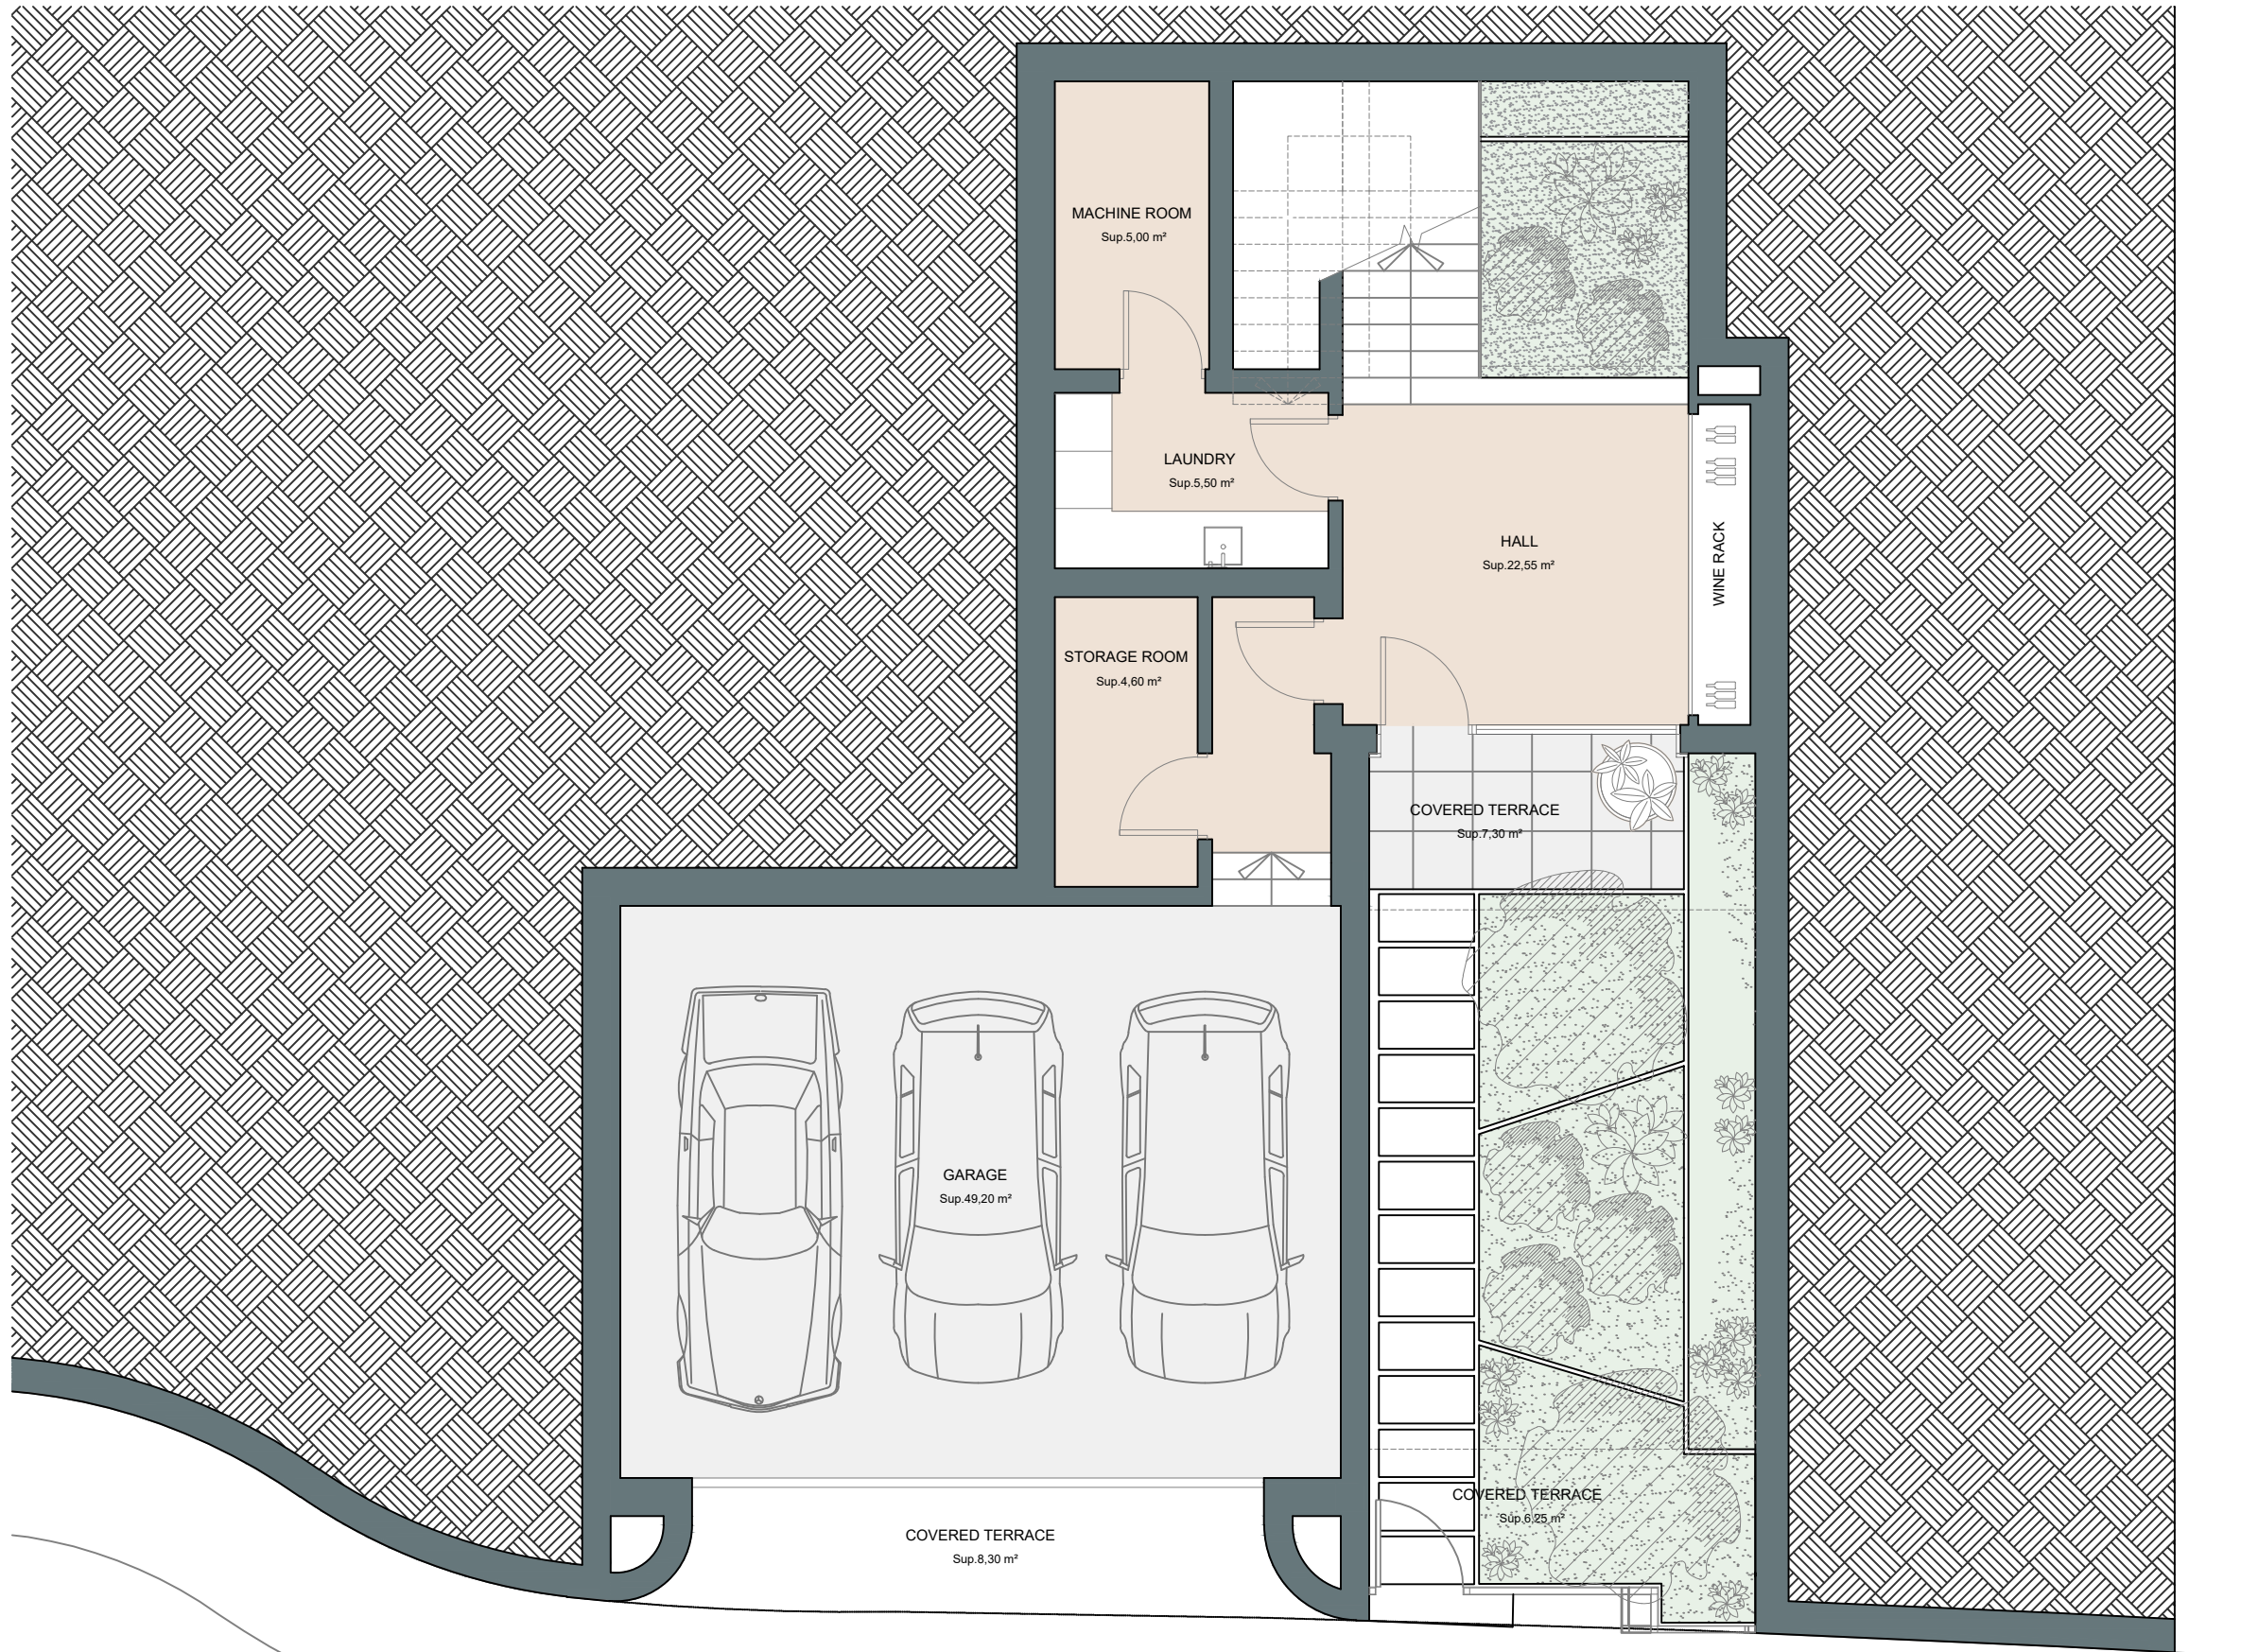 MACHINE ROOM
Sup.5,00 m²
LAUNDRY
Sup.5,50 m²
HALL
Sup.22,55 m²
WINE RACK
STORAGE ROOM
Sup.4,60 m²
COVERED TERRACE
Sup.7,30 m²
GARAGE
Sup.49,20 m²
COVERED TERRACE
Sup.6,25 m²
COVERED TERRACE
Sup.8,30 m²